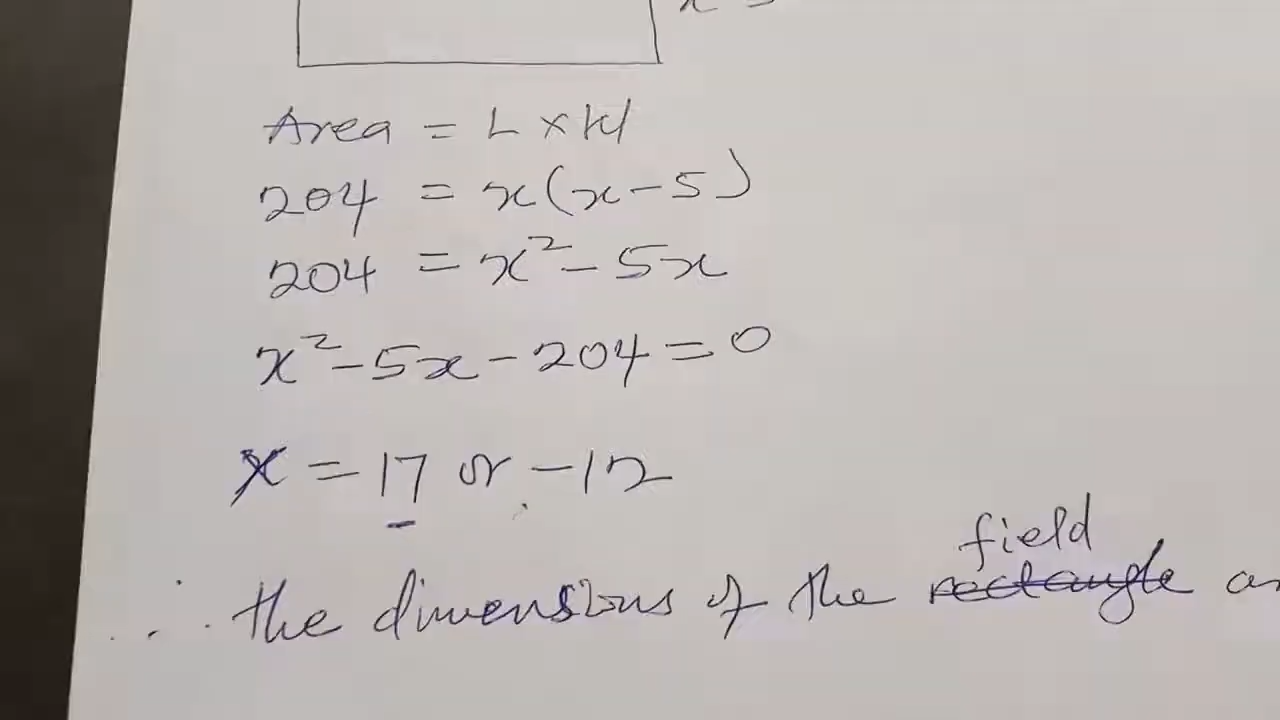 Area = L × W
204 = x(x - 5)
204 = x² - 5x
x² - 5x - 204 = 0
x = 17 or -12
field
∴ the dimensions of the rectangle